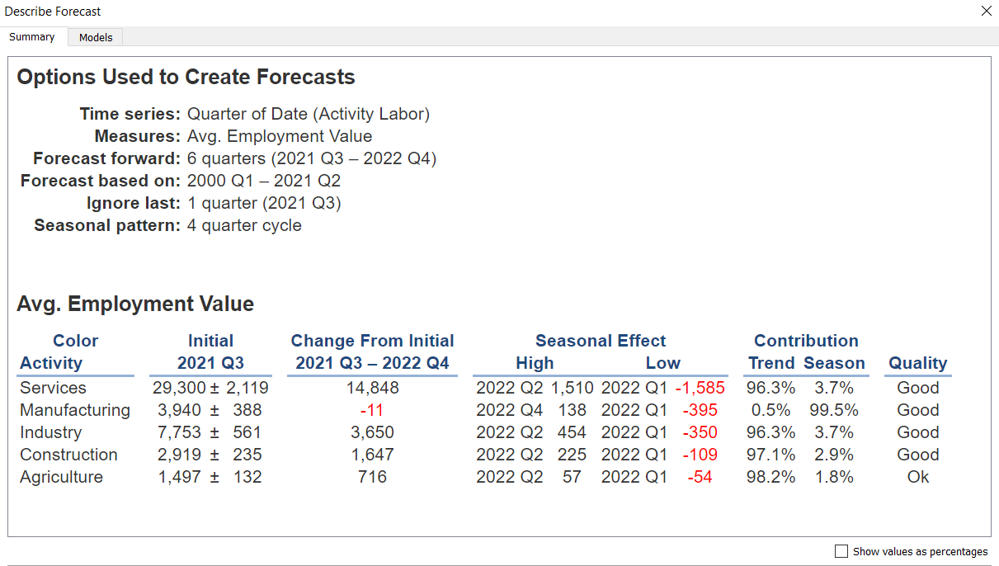 Describe Forecast
Summary Models
Options Used to Create Forecasts
Time series: Quarter of Date (Activity Labor)
Measures: Avg. Employment Value
Forecast forward: 6 quarters (2021 Q3 – 2022 Q4)
Forecast based on: 2000 Q1 – 2021 Q2
Ignore last: 1 quarter (2021 Q3)
Seasonal pattern: 4 quarter cycle
Avg. Employment Value
Color Initial Change From Initial Seasonal Effect Contribution
Activity 2021 Q3 2021 Q3 – 2022 Q4 High Low Trend Season Quality
Services 29,300 ± 2,119 14,848 2022 Q2 1,510 2022 Q1 -1,585 96.3% 3.7% Good
Manufacturing 3,940 ± 388 -11 2022 Q4 138 2022 Q1 -395 0.5% 99.5% Good
Industry 7,753 ± 561 3,650 2022 Q2 454 2022 Q1 -350 96.3% 3.7% Good
Construction 2,919 ± 235 1,647 2022 Q2 225 2022 Q1 -109 97.1% 2.9% Good
Agriculture 1,497 ± 132 716 2022 Q2 57 2022 Q1 -54 98.2% 1.8% Ok
Show values as percentages